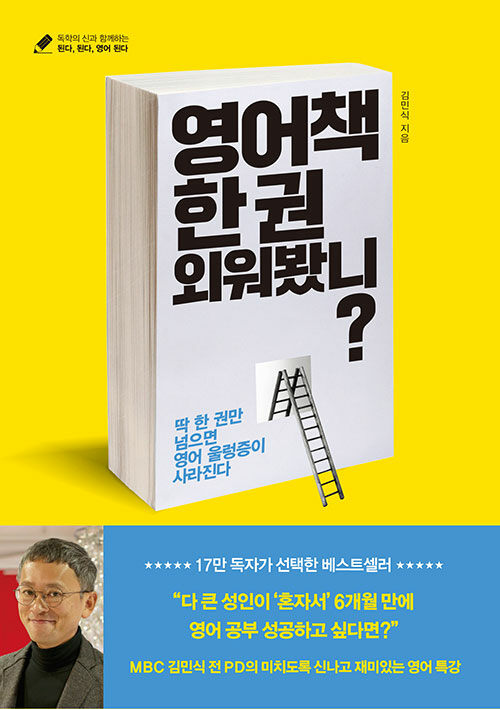 독학의 신과 함께하는
된다, 된다, 영어 된다
김민식 지음
영어책
한 권
외워봤니
?
딱 한 권만
넘으면
영어 울렁증이
사라진다
★★★★★ 17만 독자가 선택한 베스트셀러 ★★★★★
“다 큰 성인이 ‘혼자서’ 6개월 만에
영어 공부 성공하고 싶다면?”
MBC 김민식 전 PD의 미치도록 신나고 재미있는 영어 특강